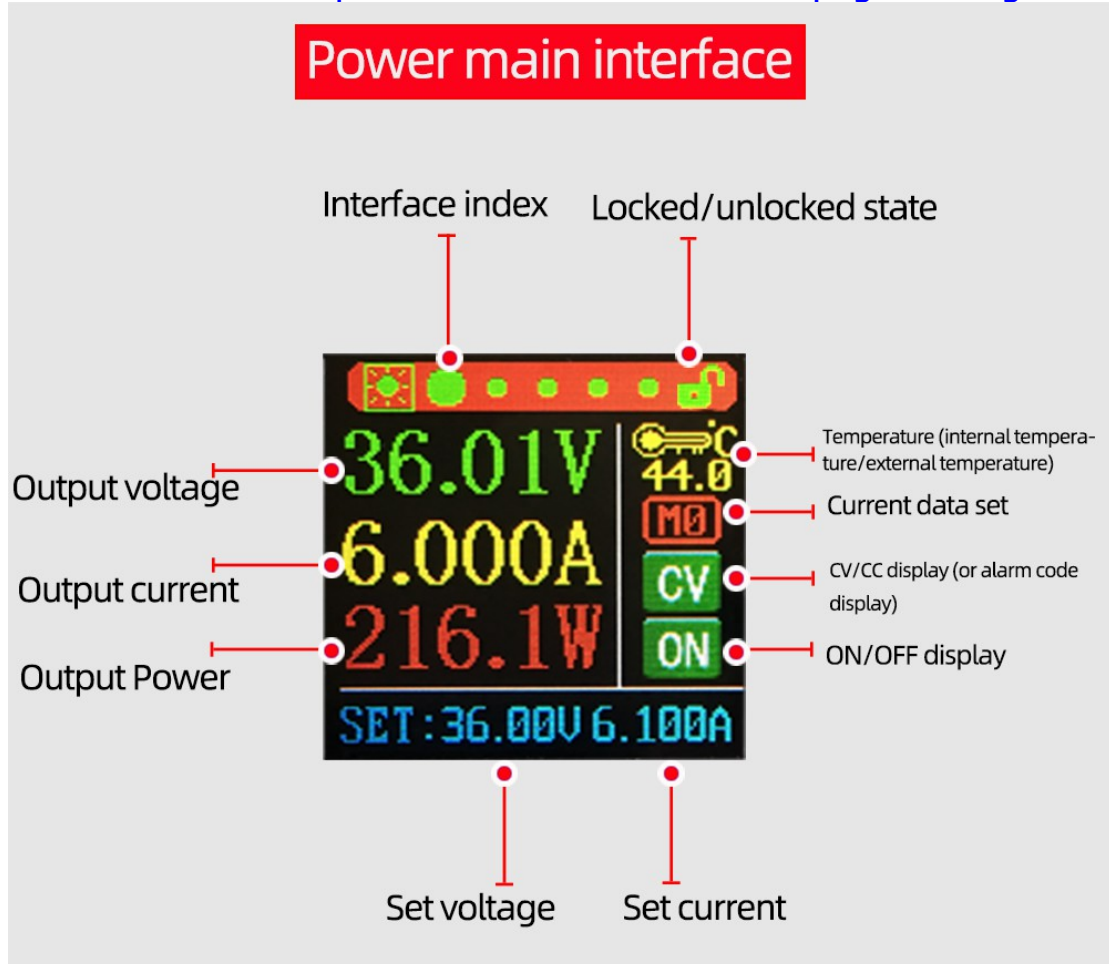 Power main interface
Interface index
Locked/unlocked state
36.01V
°C
44.0
Temperature (internal tempera-
ture/external temperature)
Output voltage
M0
Current data set
6.000A
Output current
CV
CV/CC display (or alarm code
display)
216.1W
Output Power
ON
ON/OFF display
SET:36.00V 6.100A
Set voltage
Set current